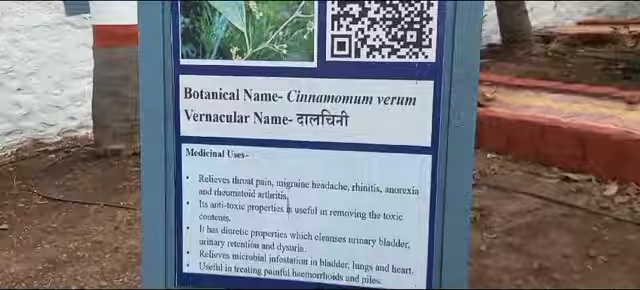 Botanical Name- Cinnamomum verum
Vernacular Name- दालचिनी
Medicinal Uses-
• Relieves throat pain, migraine headache, rhinitis, anorexia
and rheumatoid arthritis.
• Its anti-toxic properties is useful in removing the toxic
contents.
• It has diuretic properties which cleanses urinary bladder,
urinary retention and dysuria.
• Relieves microbial infestation in bladder, lungs and heart.
• Useful in treating painful haemorrhoids and piles.